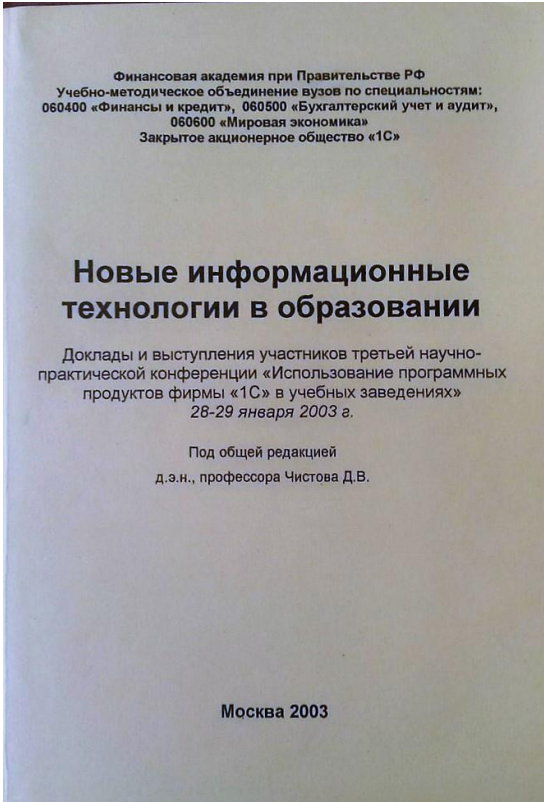 Финансовая академия при Правительстве РФ
Учебно-методическое объединение вузов по специальностям:
060400 «Финансы и кредит», 060500 «Бухгалтерский учет и аудит»,
060600 «Мировая экономика»
Закрытое акционерное общество «1С»
Новые информационные
технологии в образовании
Доклады и выступления участников третьей научно-
практической конференции «Использование программных
продуктов фирмы «1С» в учебных заведениях»
28-29 января 2003 г.
Под общей редакцией
д.э.н., профессора Чистова Д.В.
Москва 2003